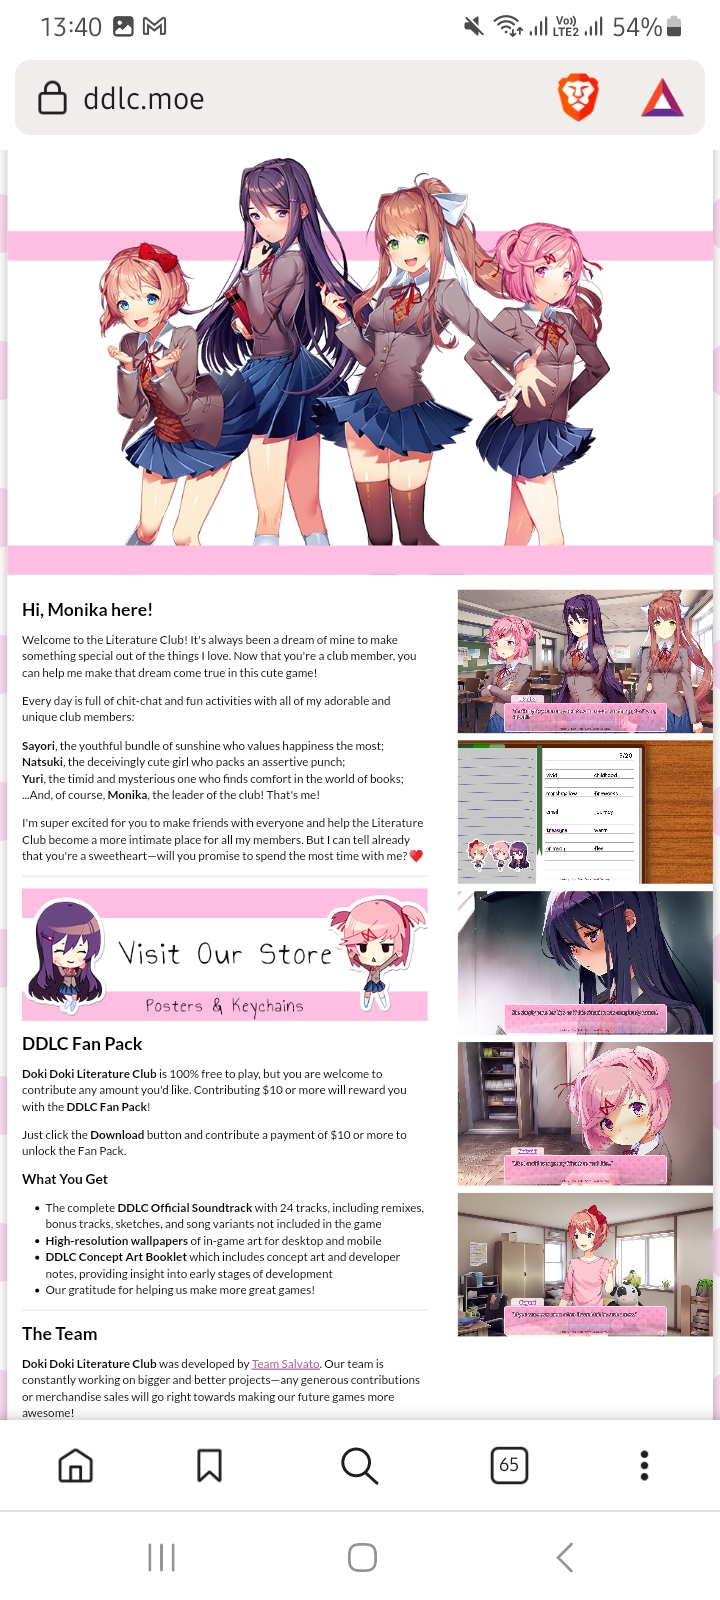 13:40
Vo))
LTE2
54%
ddlc.moe
Hi, Monika here!
Welcome to the Literature Club! It's always been a dream of mine to make
something special out of the things I love. Now that you're a club member, you
can help me make that dream come true in this cute game!
Every day is full of chit-chat and fun activities with all of my adorable and
unique club members:
Sayori, the youthful bundle of sunshine who values happiness the most;
Natsuki, the deceivingly cute girl who packs an assertive punch;
Yuri, the timid and mysterious one who finds comfort in the world of books;
...And, of course, Monika, the leader of the club! That's me!
I'm super excited for you to make friends with everyone and help the Literature
Club become a more intimate place for all my members. But I can tell already
that you're a sweetheart—will you promise to spend the most time with me? ❤️
Visit Our Store
Posters & Keychains
DDLC Fan Pack
Doki Doki Literature Club is 100% free to play, but you are welcome to
contribute any amount you'd like. Contributing $10 or more will reward you
with the DDLC Fan Pack!
Just click the Download button and contribute a payment of $10 or more to
unlock the Fan Pack.
What You Get
• The complete DDLC Official Soundtrack with 24 tracks, including remixes,
bonus tracks, sketches, and song variants not included in the game
• High-resolution wallpapers of in-game art for desktop and mobile
• DDLC Concept Art Booklet which includes concept art and developer
notes, providing insight into early stages of development
• Our gratitude for helping us make more great games!
The Team
Doki Doki Literature Club was developed by Team Salvato. Our team is
constantly working on bigger and better projects—any generous contributions
or merchandise sales will go right towards making our future games more
awesome!
vivid childhood
marshmallow fireworks
email journey
treasure warm
flee
65